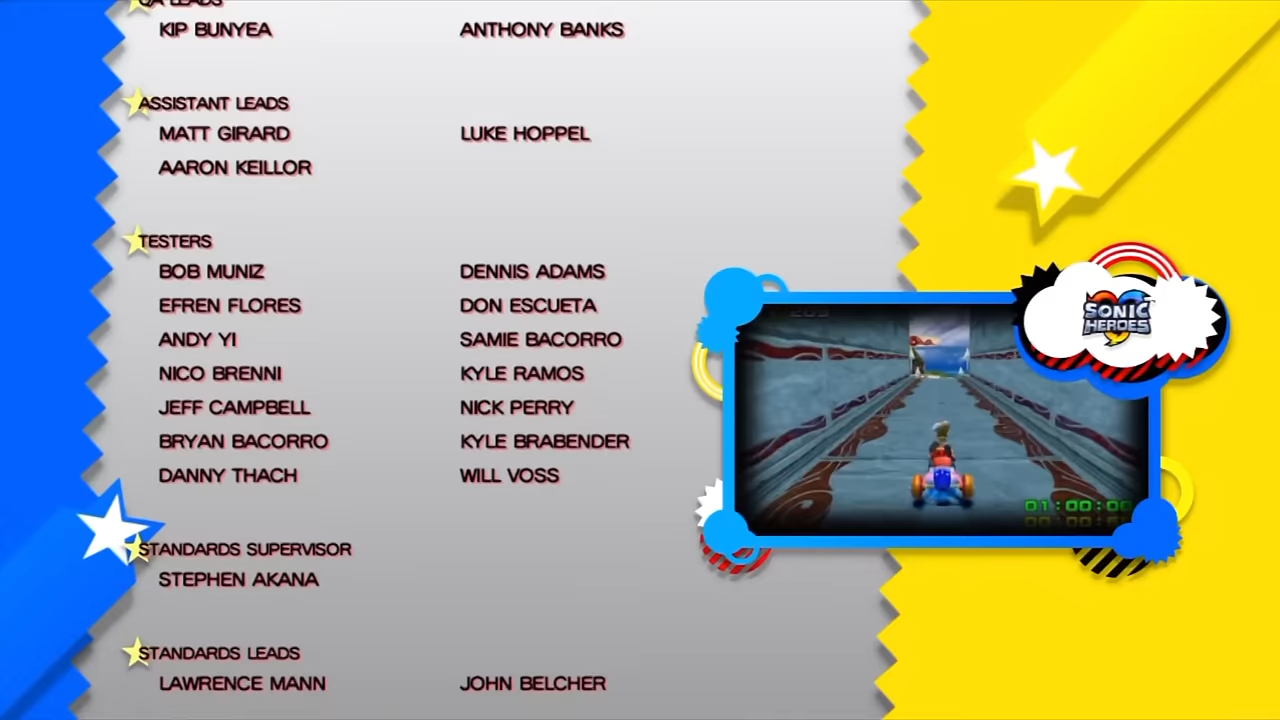 QA LEADS
KIP BUNYEA ANTHONY BANKS
ASSISTANT LEADS
MATT GIRARD LUKE HOPPEL
AARON KEILLOR
TESTERS
BOB MUNIZ DENNIS ADAMS
EFREN FLORES DON ESCUETA
ANDY YI SAMIE BACORRO
NICO BRENNI KYLE RAMOS
JEFF CAMPBELL NICK PERRY
BRYAN BACORRO KYLE BRABENDER
DANNY THACH WILL VOSS
STANDARDS SUPERVISOR
STEPHEN AKANA
STANDARDS LEADS
LAWRENCE MANN JOHN BELCHER
SONIC
HEROES
01:00:00